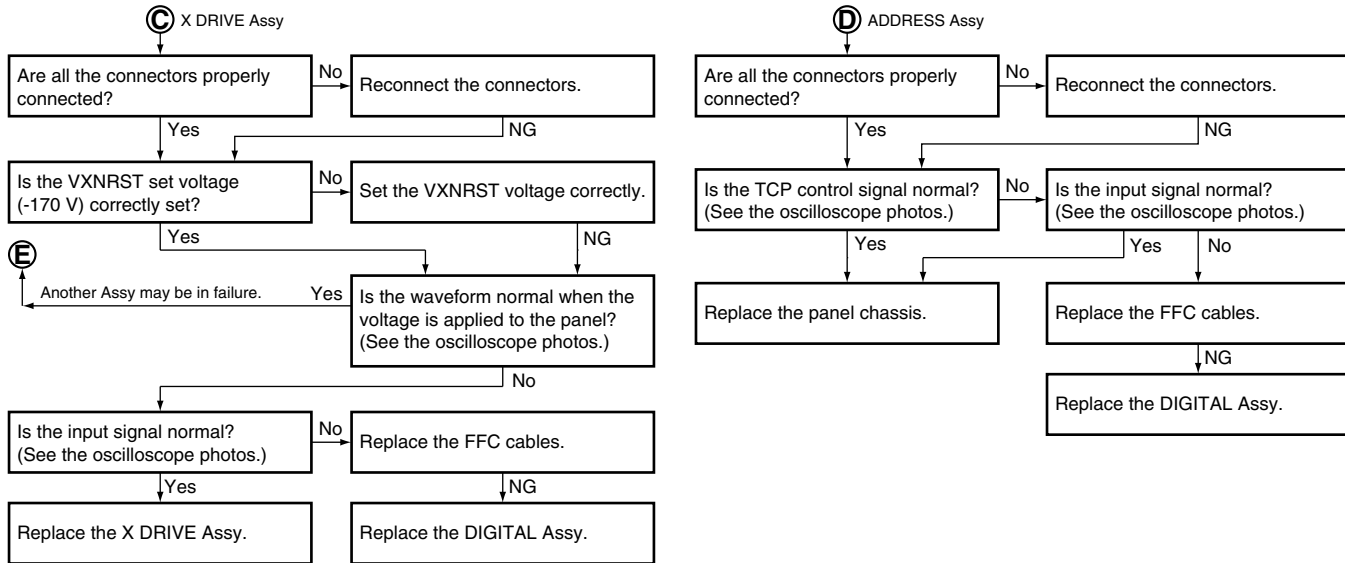 C X DRIVE Assy
Are all the connectors properly
connected?
No
Reconnect the connectors.
Yes
NG
Is the VXNRST set voltage
(-170 V) correctly set?
No
Set the VXNRST voltage correctly.
Yes
NG
E
Another Assy may be in failure.
Yes
Is the waveform normal when the
voltage is applied to the panel?
(See the oscilloscope photos.)
No
Is the input signal normal?
(See the oscilloscope photos.)
No
Replace the FFC cables.
Yes
NG
Replace the X DRIVE Assy.
Replace the DIGITAL Assy.
D ADDRESS Assy
Are all the connectors properly
connected?
No
Reconnect the connectors.
Yes
NG
Is the TCP control signal normal?
(See the oscilloscope photos.)
No
Is the input signal normal?
(See the oscilloscope photos.)
Yes
Yes
No
Replace the panel chassis.
Replace the FFC cables.
NG
Replace the DIGITAL Assy.